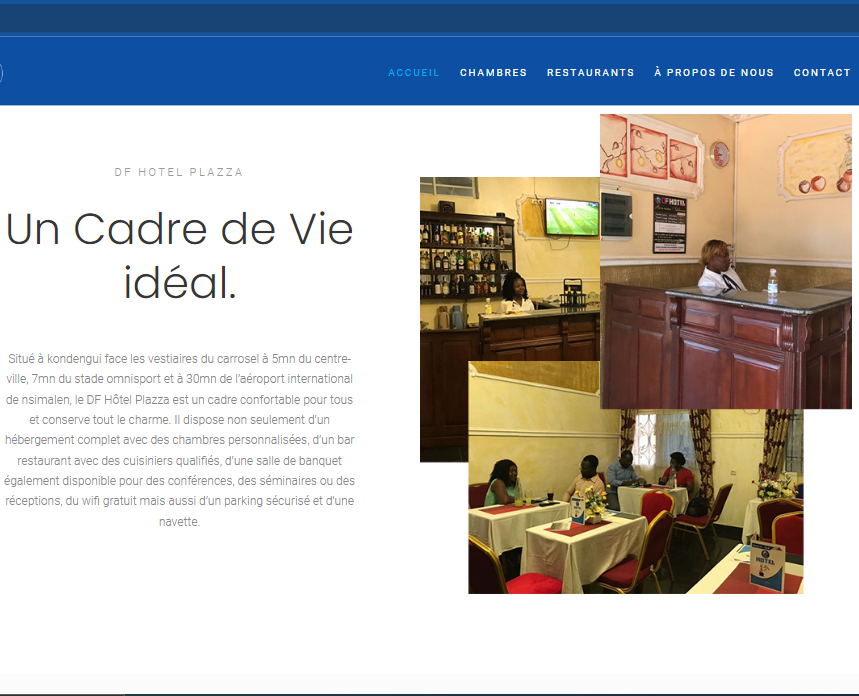 ACCUEIL CHAMBRES RESTAURANTS À PROPOS DE NOUS CONTACT
DF HOTEL PLAZZA
Un Cadre de Vie
idéal.
Situé à kondengui face les vestiaires du carrosel à 5mn du centre-
ville, 7mn du stade omnisport et à 30mn de l'aéroport international
de nsimalen, le DF Hôtel Plazza est un cadre confortable pour tous
et conserve tout le charme. Il dispose non seulement d'un
hébergement complet avec des chambres personnalisées, d'un bar
restaurant avec des cuisiniers qualifiés, d'une salle de banquet
également disponible pour des conférences, des séminaires ou des
réceptions, du wifi gratuit mais aussi d'un parking sécurisé et d'une
navette.
DF HOTEL
HOTEL